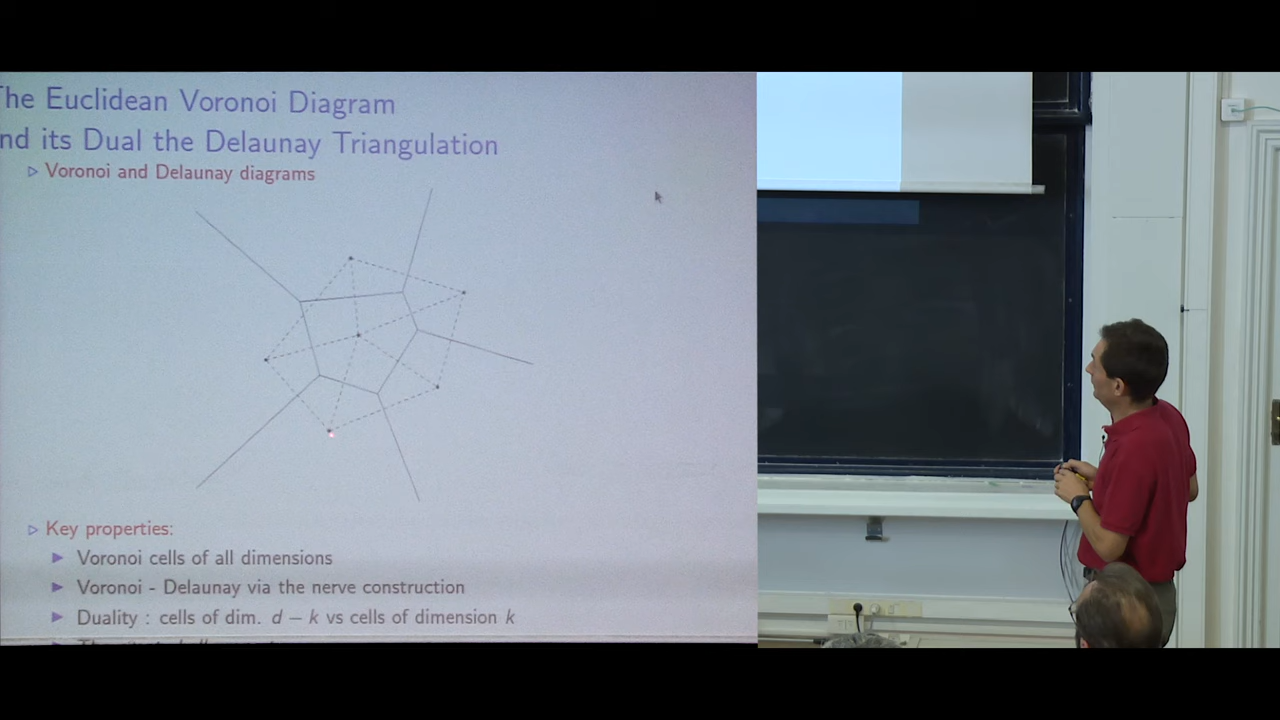 he Euclidean Voronoi Diagram
nd its Dual the Delaunay Triangulation
Voronoi and Delaunay diagrams
Key properties:
Voronoi cells of all dimensions
Voronoi - Delaunay via the nerve construction
Duality : cells of dim. d − k vs cells of dimension k